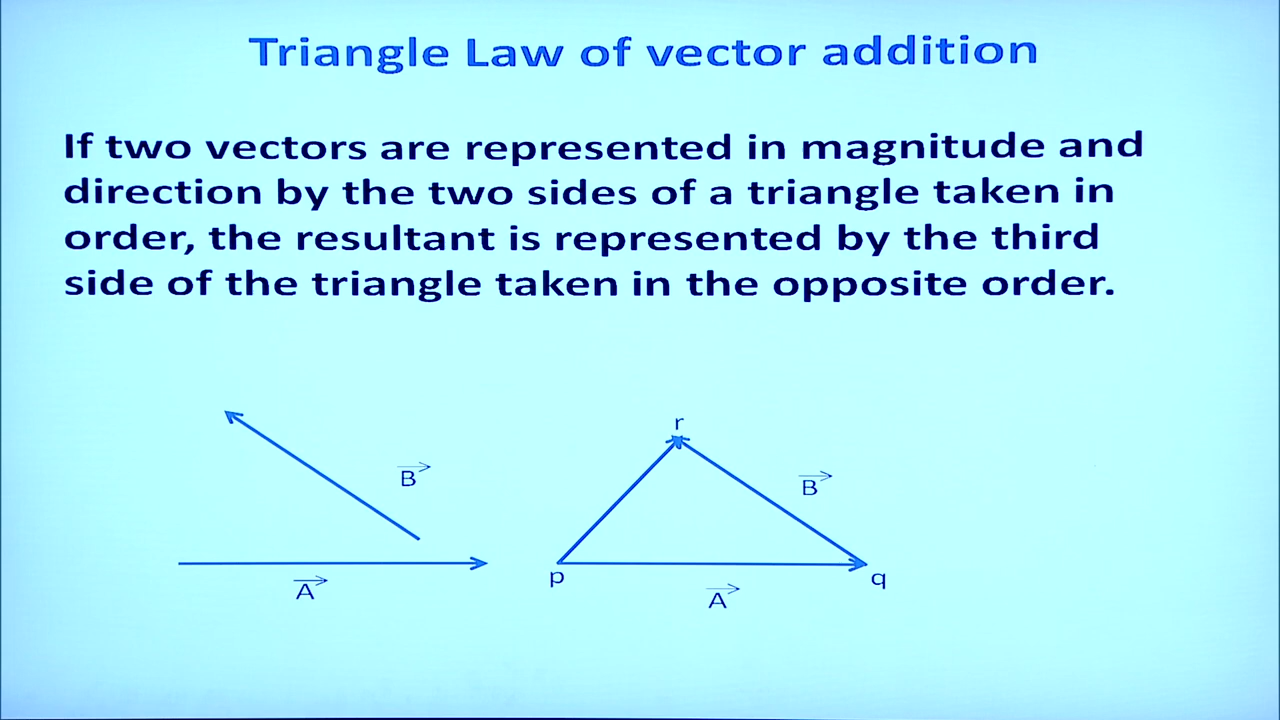 Triangle Law of vector addition
If two vectors are represented in magnitude and
direction by the two sides of a triangle taken in
order, the resultant is represented by the third
side of the triangle taken in the opposite order.
r
B
B
p
q
A
A